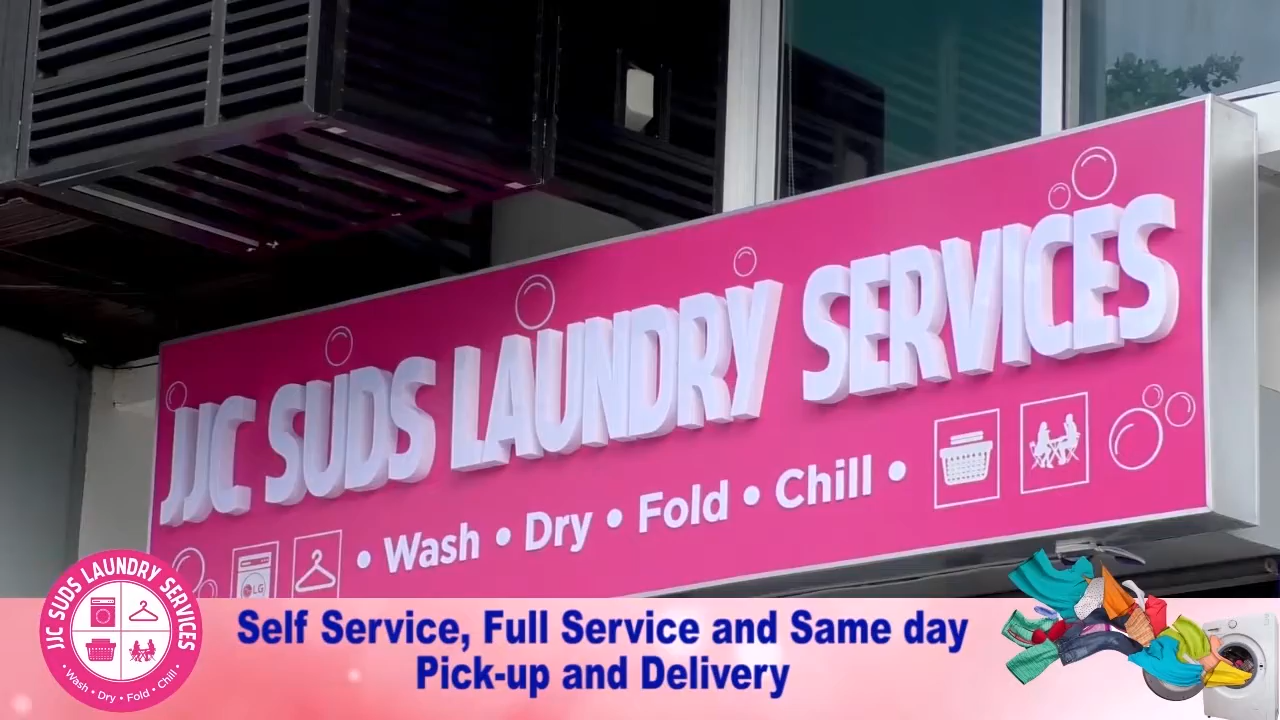 JJC SUDS LAUNDRY SERVICES
• Wash • Dry • Fold • Chill •
LG
JJC SUDS LAUNDRY SERVICES
• Wash • Dry • Fold • Chill •
Self Service, Full Service and Same day
Pick-up and Delivery